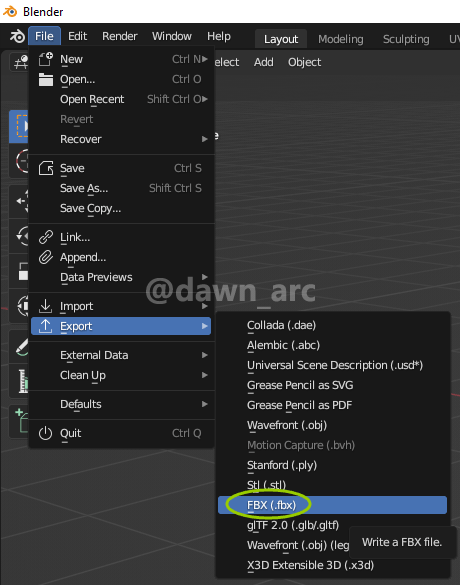 Blender
File Edit Render Window Help Layout Modeling Sculpting UV
New Ctrl N
Open... Ctrl O
Open Recent Shift Ctrl O
Revert
Recover
Save Ctrl S
Save As... Shift Ctrl S
Save Copy...
Link...
Append...
Data Previews
Import
Export
External Data
Clean Up
Defaults
Quit Ctrl Q
elect Add Object
e
@dawn_arc
Collada (.dae)
Alembic (.abc)
Universal Scene Description (.usd*)
Grease Pencil as SVG
Grease Pencil as PDF
Wavefront (.obj)
Motion Capture (.bvh)
Stanford (.ply)
Stl (.stl)
FBX (.fbx)
glTF 2.0 (.glb/.gltf)
Wavefront (.obj) (leg
X3D Extensible 3D (.x3d)
Write a FBX file.